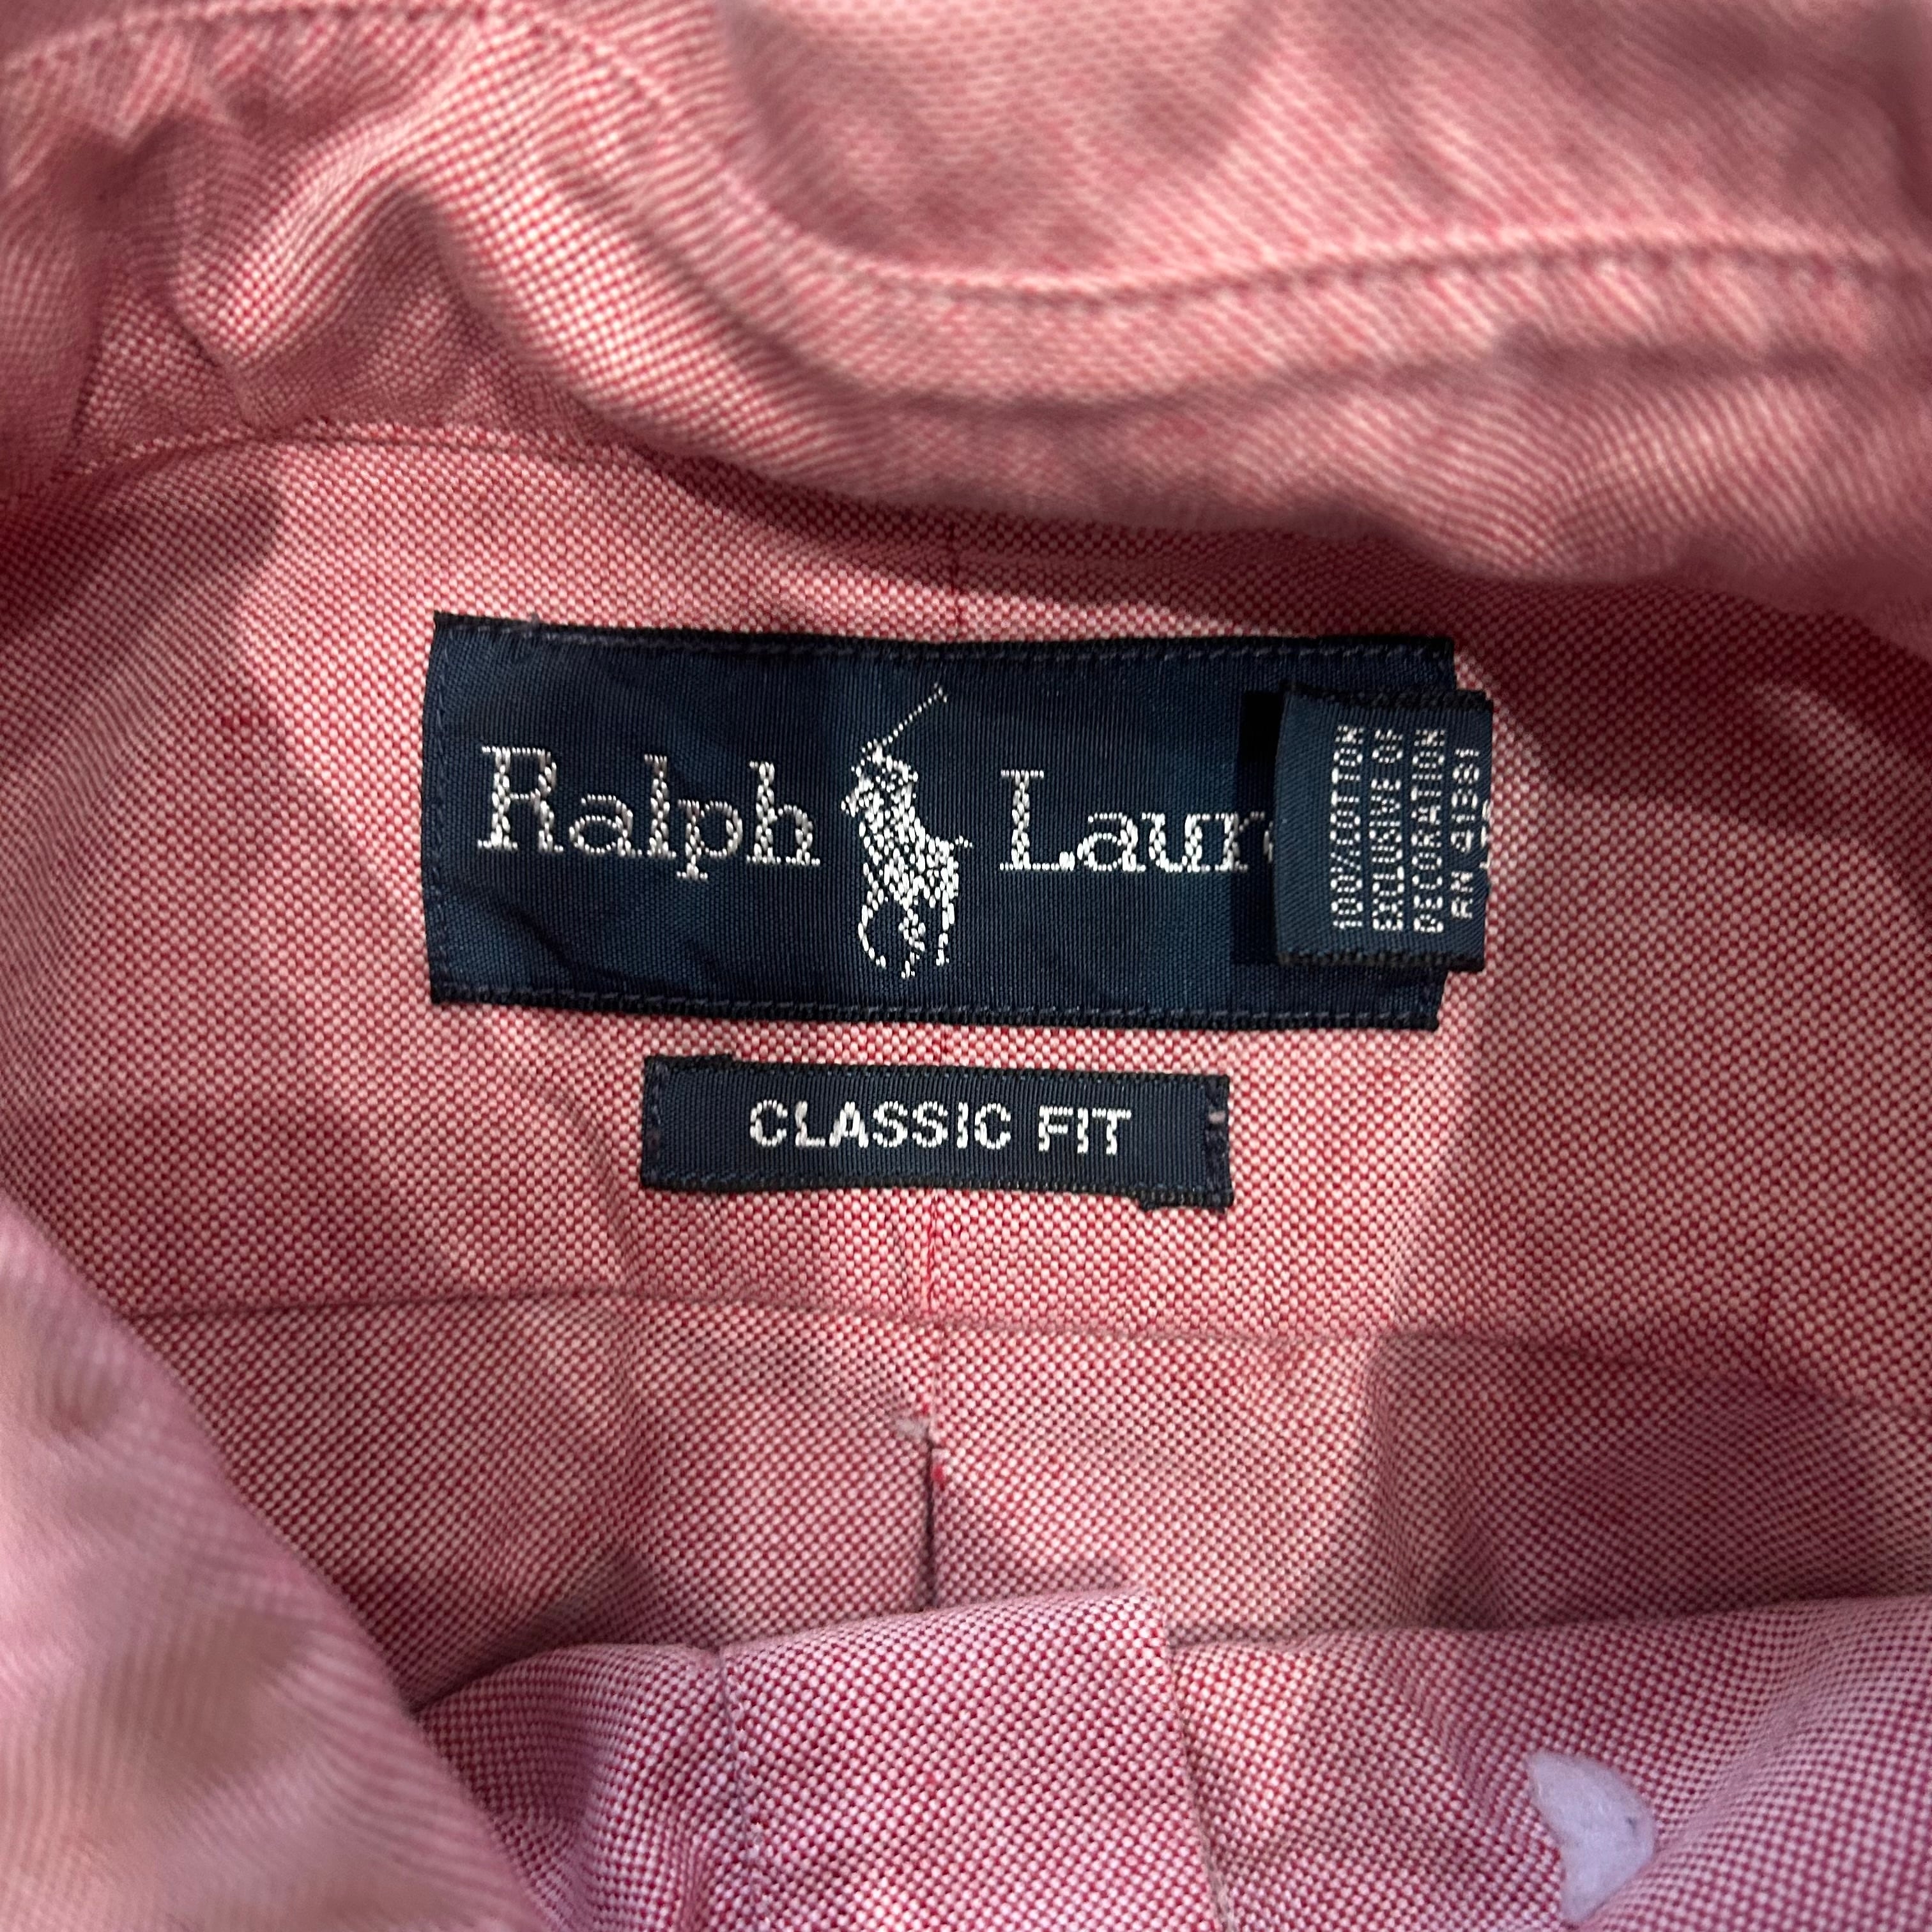 Ralph Laur
CLASSIC FIT
100% COTTON
EXCLUSIVE OF
DECORATION
RN 41381